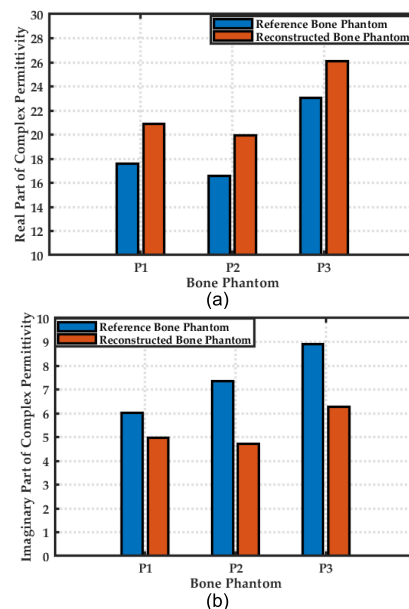 Real Part of Complex Permittivity
30
28
26
24
22
20
18
16
14
12
10
Reference Bone Phantom
Reconstructed Bone Phantom
P1 P2 P3
Bone Phantom
(a)
Imaginary Part of Complex Permittivity
10
9
8
7
6
5
4
3
2
1
0
Reference Bone Phantom
Reconstructed Bone Phantom
P1 P2 P3
Bone Phantom
(b)